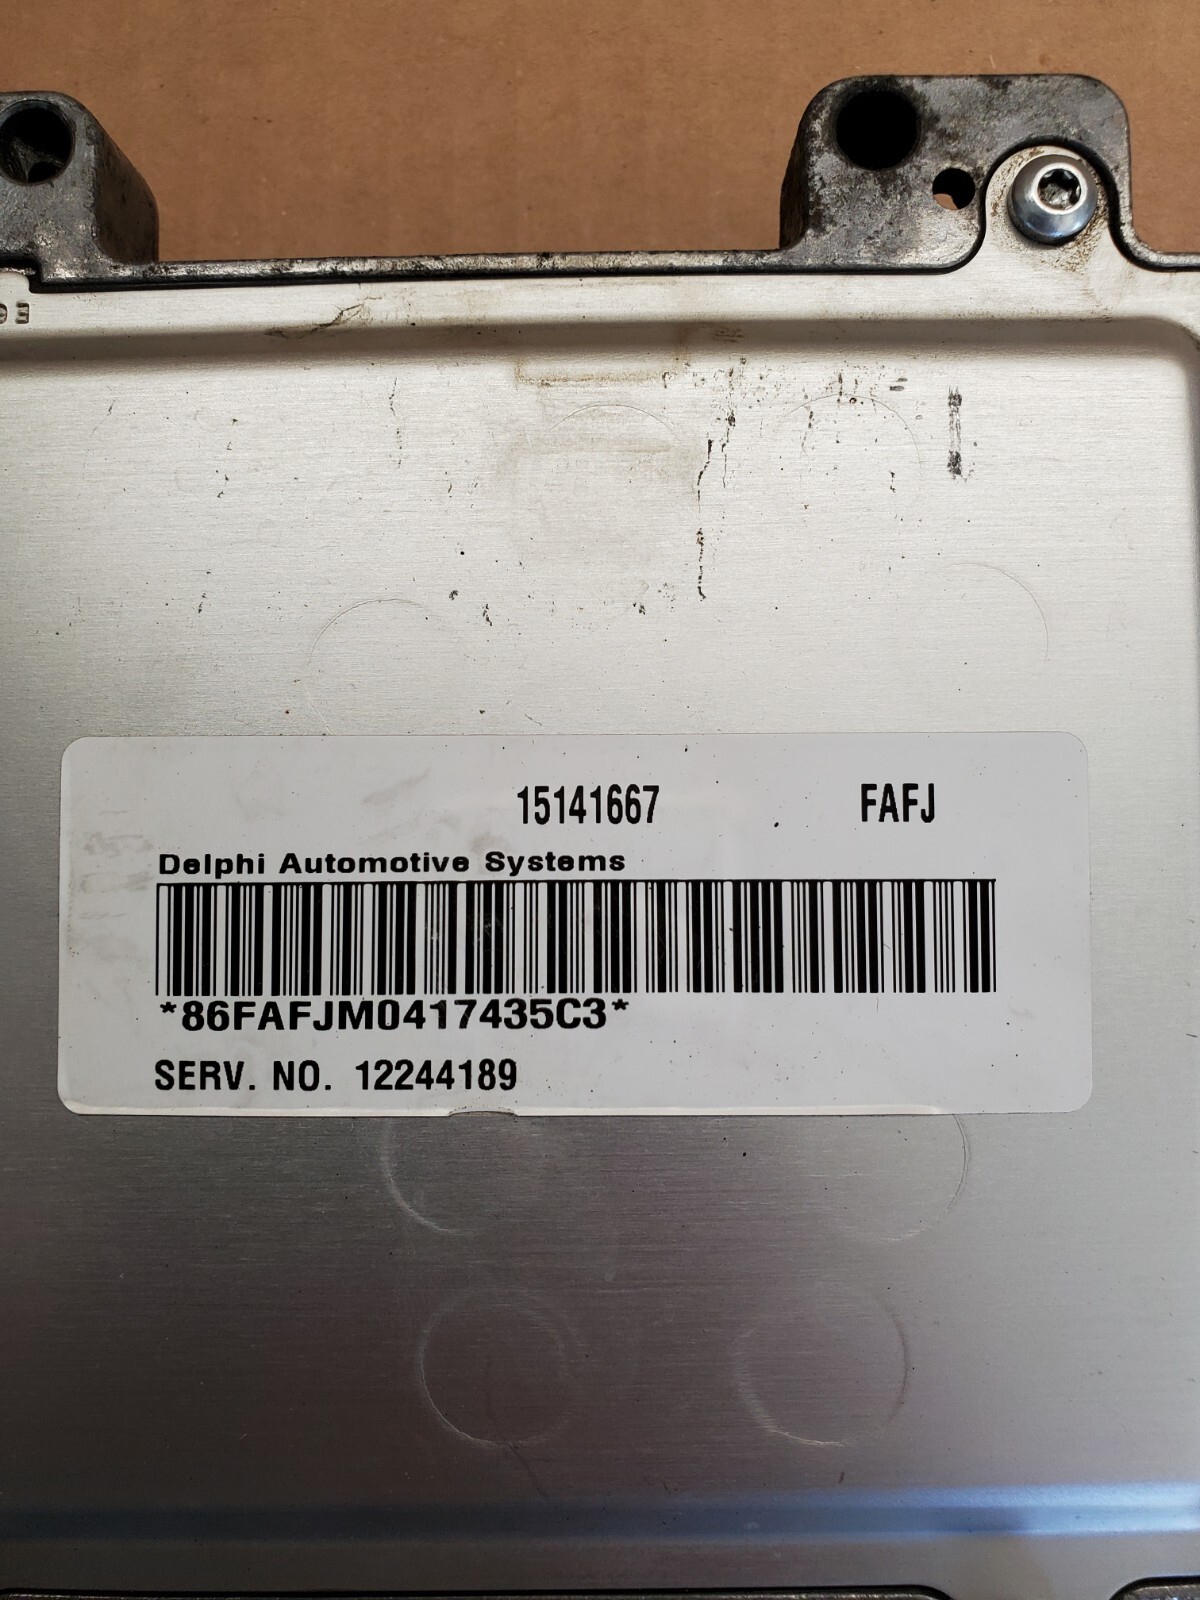 15141667 FAFJ
Delphi Automotive Systems
*86FAFJM0417435C3*
SERV. NO. 12244189